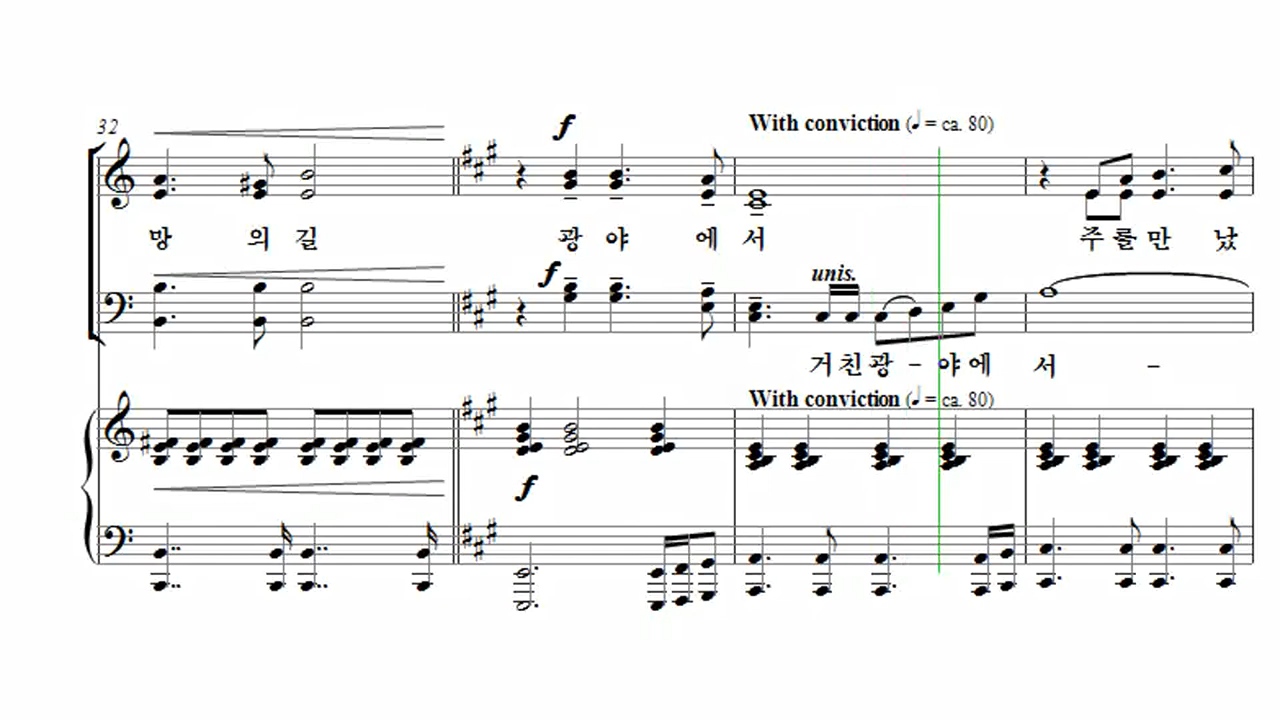 32
f
With conviction (♩ = ca. 80)
망 의 길 광 야 에 서 주 를 만 났
f
unis.
거 친 광 - 야 에 서 -
With conviction (♩ = ca. 80)
f